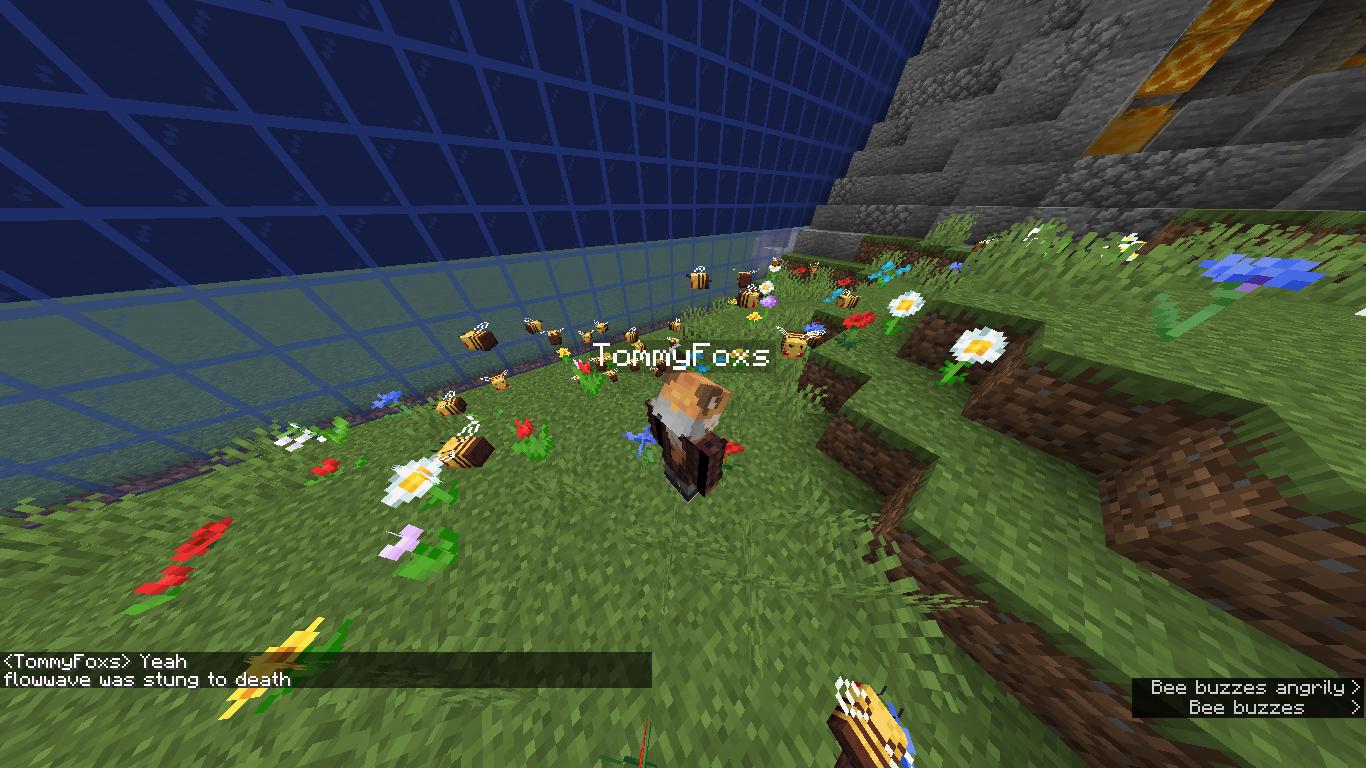 TommyFoxs
<TommyFoxs> Yeah
flowwave was stung to death
Bee buzzes angrily >
Bee buzzes >